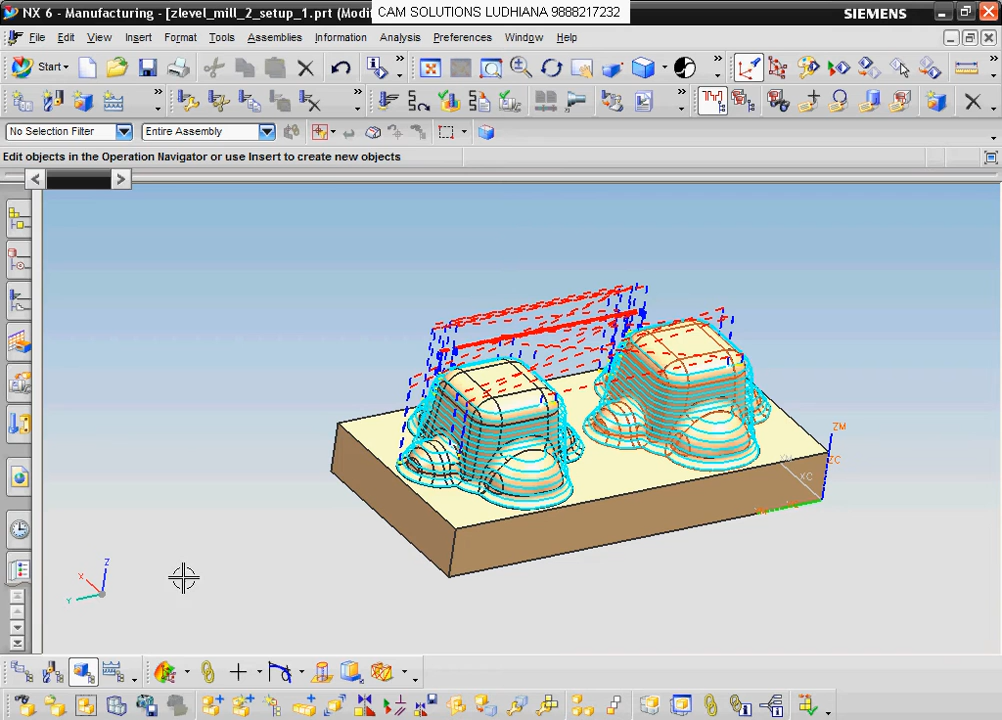 NX 6 - Manufacturing - [zlevel_mill_2_setup_1.prt (Modi
CAM SOLUTIONS LUDHIANA 9888217232
SIEMENS
File Edit View Insert Format Tools Assemblies Information Analysis Preferences Window Help
Start
No Selection Filter Entire Assembly
Edit objects in the Operation Navigator or use Insert to create new objects
ZM
ZC
XC
Z
X
Y